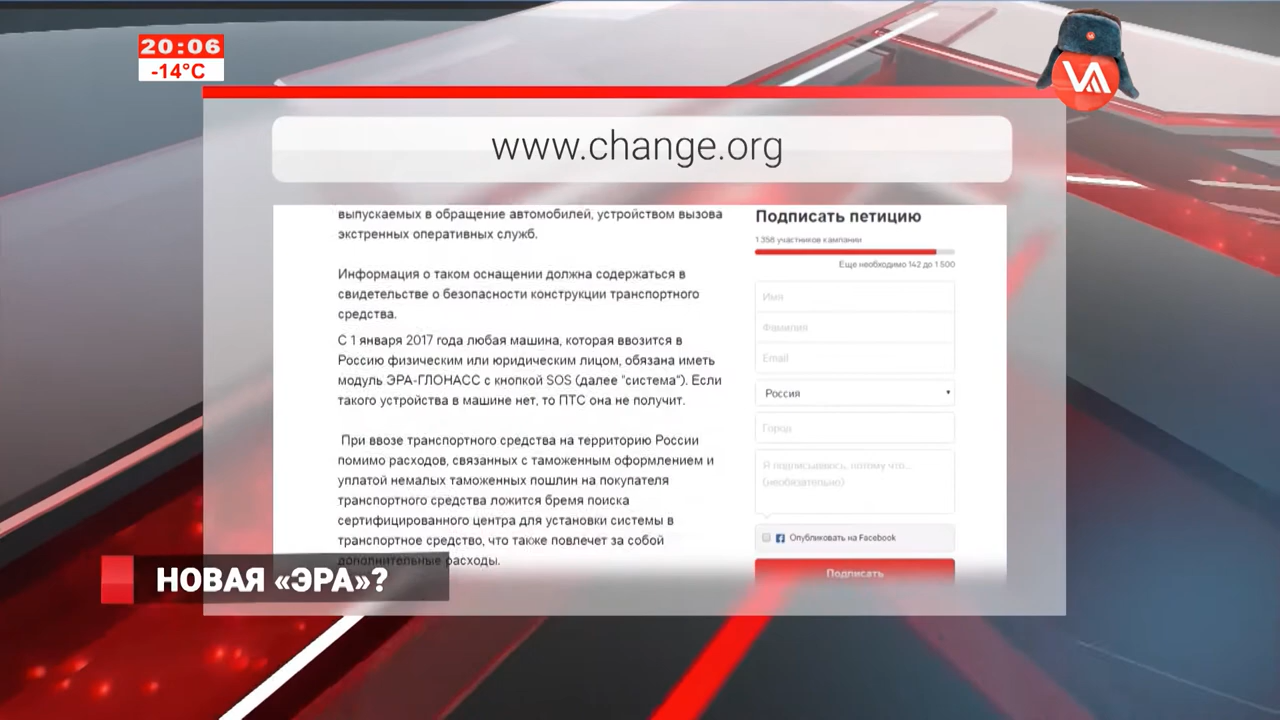 20:06
-14°C
VA
www.change.org
выпускаемых в обращение автомобилей, устройством вызова
экстренных оперативных служб.
Информация о таком оснащении должна содержаться в
свидетельстве о безопасности конструкции транспортного
средства.
С 1 января 2017 года любая машина, которая ввозится в
Россию физическим или юридическим лицом, обязана иметь
модуль ЭРА-ГЛОНАСС с кнопкой SOS (далее "система"). Если
такого устройства в машине нет, то ПТС она не получит.
При ввозе транспортного средства на территорию России
помимо расходов, связанных с таможенным оформлением и
уплатой немалых таможенных пошлин на покупателя
транспортного средства ложится бремя поиска
сертифицированного центра для установки системы в
транспортное средство, что также повлечет за собой
дополнительные расходы.
Подписать петицию
1 358 участников кампании
Еще необходимо 142 до 1 500
Имя
Фамилия
Email
Россия
Город
Я подписываюсь, потому что...
(необязательно)
Опубликовать на Facebook
Подписать
НОВАЯ «ЭРА»?